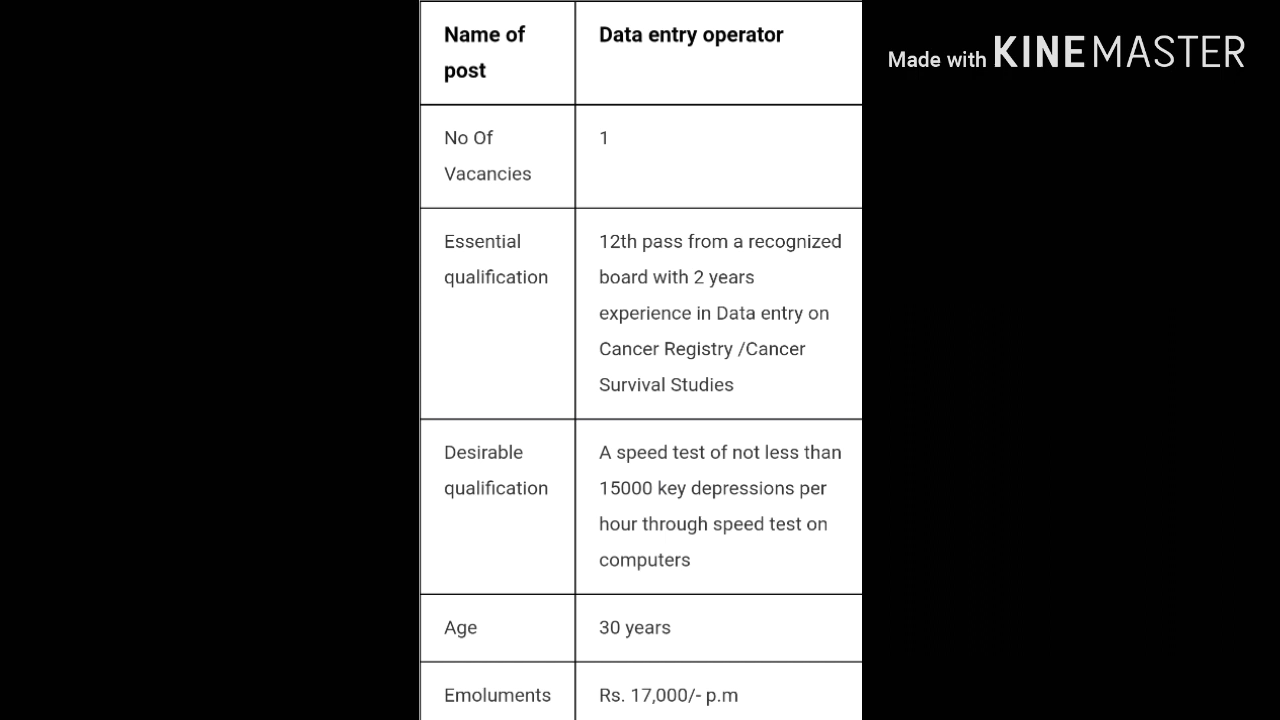 Name of
post
Data entry operator
Made with KINEMASTER
No Of
Vacancies
1
Essential
qualification
12th pass from a recognized
board with 2 years
experience in Data entry on
Cancer Registry /Cancer
Survival Studies
Desirable
qualification
A speed test of not less than
15000 key depressions per
hour through speed test on
computers
Age
30 years
Emoluments
Rs. 17,000/- p.m